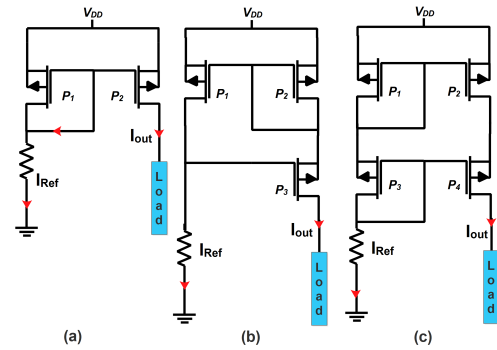 VDD
VDD
VDD
P1
P2
P1
P2
P1
P2
Iout
P3
P3
P4
IRef
Load
Iout
Iout
IRef
IRef
Load
Load
(a)
(b)
(c)